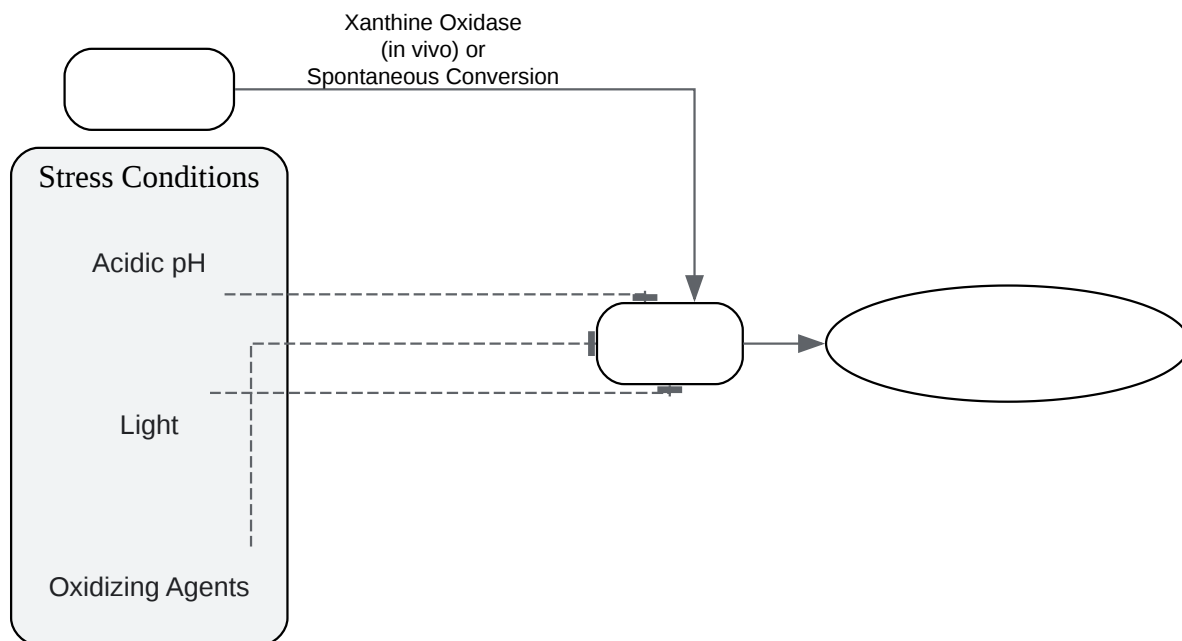 Xanthine Oxidase
(in vivo) or
Spontaneous Conversion
Stress Conditions
Acidic pH
Light
Oxidizing Agents